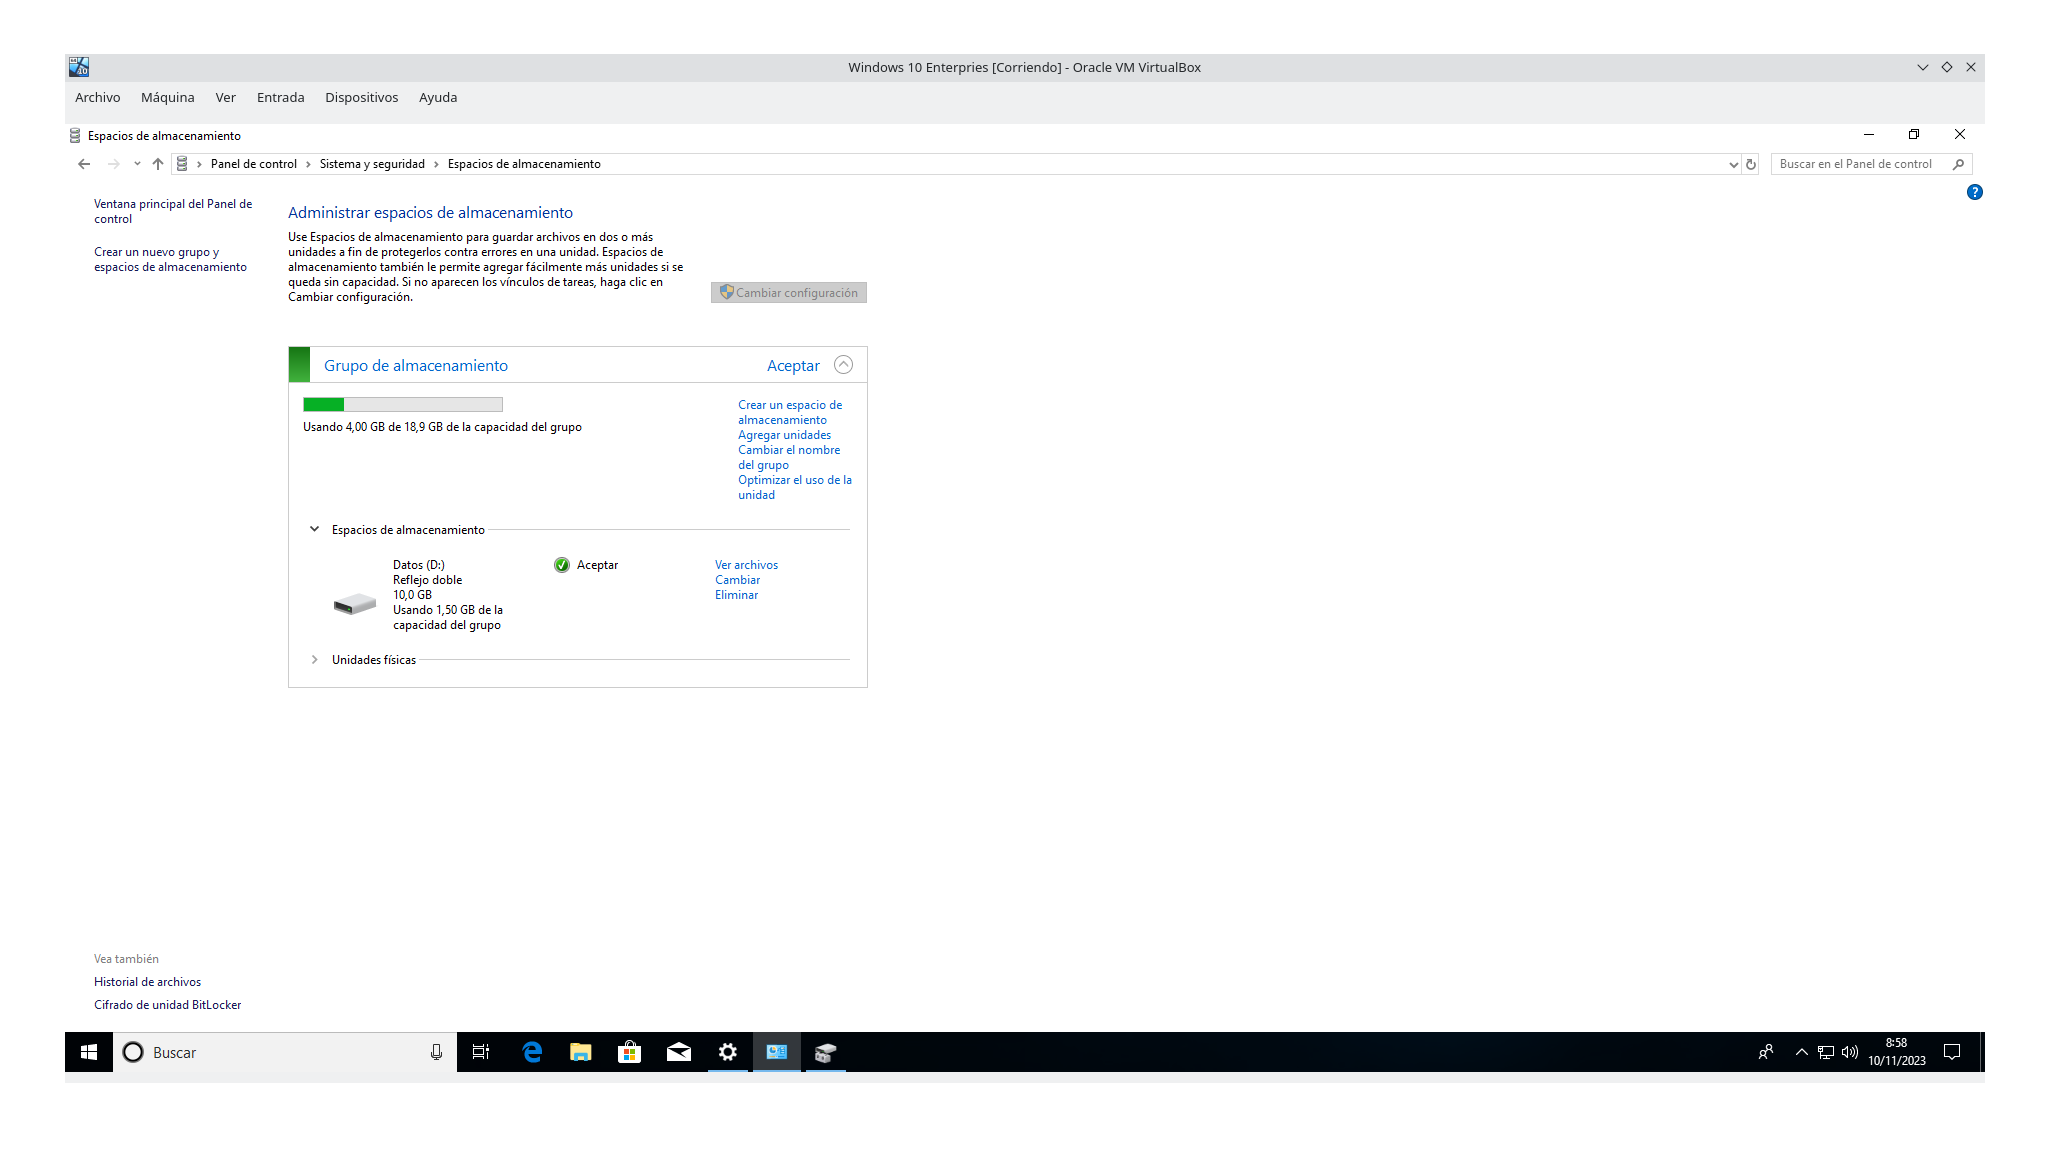 Windows 10 Enterpries [Corriendo] - Oracle VM VirtualBox
Archivo Máquina Ver Entrada Dispositivos Ayuda
Espacios de almacenamiento
Panel de control › Sistema y seguridad › Espacios de almacenamiento
Buscar en el Panel de control
Ventana principal del Panel de
control
Crear un nuevo grupo y
espacios de almacenamiento
Administrar espacios de almacenamiento
Use Espacios de almacenamiento para guardar archivos en dos o más
unidades a fin de protegerlos contra errores en una unidad. Espacios de
almacenamiento también le permite agregar fácilmente más unidades si se
queda sin capacidad. Si no aparecen los vínculos de tareas, haga clic en
Cambiar configuración.
Cambiar configuración
Grupo de almacenamiento
Aceptar
Usando 4,00 GB de 18,9 GB de la capacidad del grupo
Crear un espacio de
almacenamiento
Agregar unidades
Cambiar el nombre
del grupo
Optimizar el uso de la
unidad
Espacios de almacenamiento
Datos (D:)
Reflejo doble
10,0 GB
Usando 1,50 GB de la
capacidad del grupo
Aceptar
Ver archivos
Cambiar
Eliminar
Unidades físicas
Vea también
Historial de archivos
Cifrado de unidad BitLocker
Buscar
8:58
10/11/2023